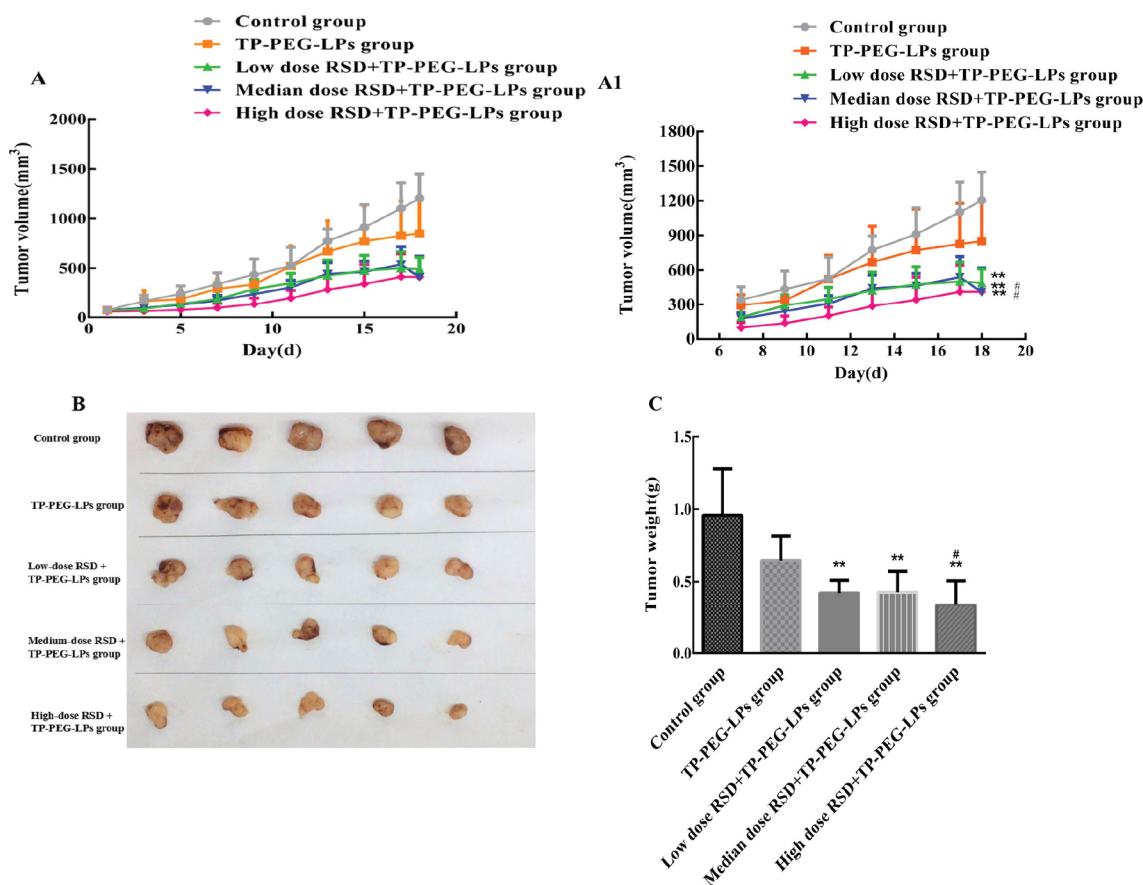 A
Control group
TP-PEG-LPs group
Low dose RSD+TP-PEG-LPs group
Median dose RSD+TP-PEG-LPs group
High dose RSD+TP-PEG-LPs group
Tumor volume(mm3)
2000
1500
1000
500
0
0
5
10
15
20
Day(d)
A1
Control group
TP-PEG-LPs group
Low dose RSD+TP-PEG-LPs group
Median dose RSD+TP-PEG-LPs group
High dose RSD+TP-PEG-LPs group
Tumor volume(mm3)
1800
1500
1200
900
600
300
0
**
** #
** #
6
8
10
12
14
16
18
20
Day(d)
B
Control group
TP-PEG-LPs group
Low-dose RSD +
TP-PEG-LPs group
Medium-dose RSD +
TP-PEG-LPs group
High-dose RSD +
TP-PEG-LPs group
C
Tumor weight(g)
1.5
1.0
0.5
0.0
**
**
#
**
Control group
TP-PEG-LPs group
Low dose RSD+TP-PEG-LPs group
Median dose RSD+TP-PEG-LPs group
High dose RSD+TP-PEG-LPs group